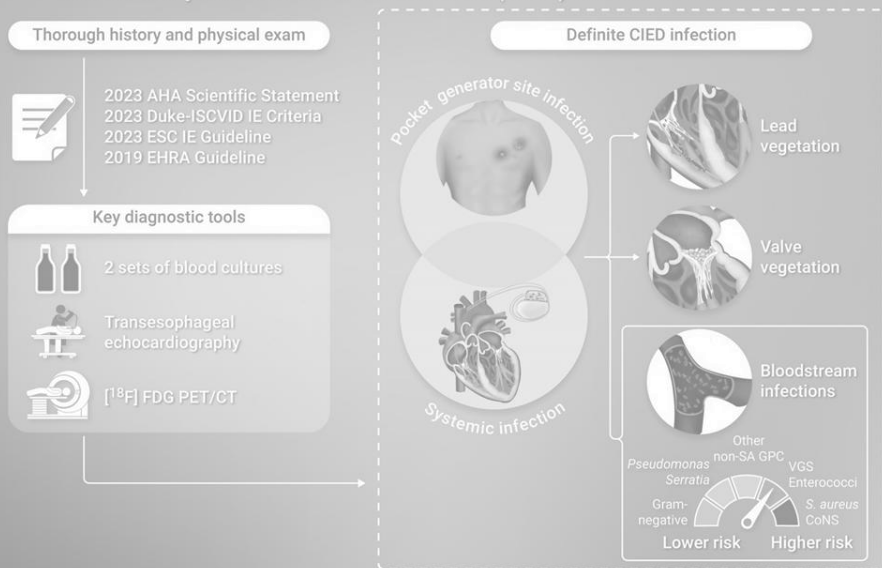 Thorough history and physical exam
2023 AHA Scientific Statement
2023 Duke-ISCVID IE Criteria
2023 ESC IE Guideline
2019 EHRA Guideline
Key diagnostic tools
2 sets of blood cultures
Transesophageal
echocardiography
[¹⁸F] FDG PET/CT
Definite CIED infection
Pocket generator site infection
Systemic infection
Lead
vegetation
Valve
vegetation
Bloodstream
infections
Other
non-SA GPC
Pseudomonas
Serratia
VGS
Enterococci
Gram-
negative
S. aureus
CoNS
Lower risk
Higher risk